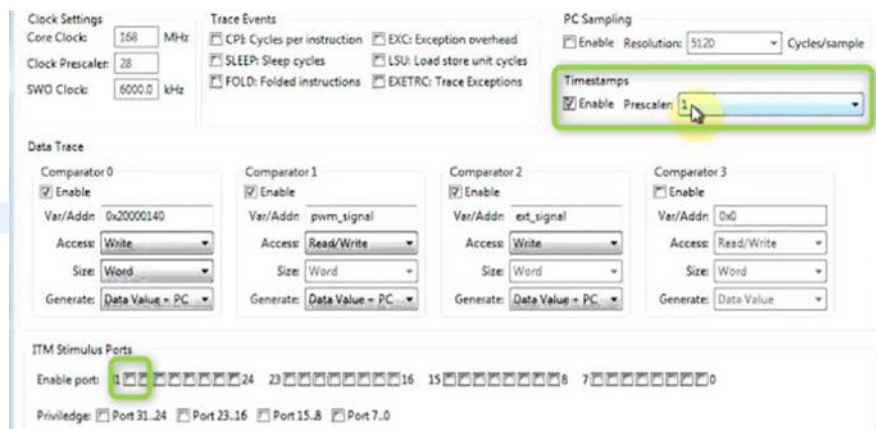 Clock Settings
Core Clock: 168 MHz
Clock Prescaler: 28
SWO Clock: 6000.0 kHz
Trace Events
CPI: Cycles per instruction EXC: Exception overhead
SLEEP: Sleep cycles LSU: Load store unit cycles
FOLD: Folded instructions EXETRC: Trace Exceptions
PC Sampling
Enable Resolution: 5120 Cycles/sample
Timestamps
Enable Prescaler: 1
Data Trace
Comparator 0
Enable
Var/Addr: 0x20000140
Access: Write
Size: Word
Generate: Data Value + PC
Comparator 1
Enable
Var/Addr: pwm_signal
Access: Read/Write
Size: Word
Generate: Data Value + PC
Comparator 2
Enable
Var/Addr: ext_signal
Access: Write
Size: Word
Generate: Data Value + PC
Comparator 3
Enable
Var/Addr: 0x0
Access: Read/Write
Size: Word
Generate: Data Value
ITM Stimulus Ports
Enable port: 31 24 23 16 15 8 7 0
Priviledge: Port 31..24 Port 23..16 Port 15..8 Port 7..0